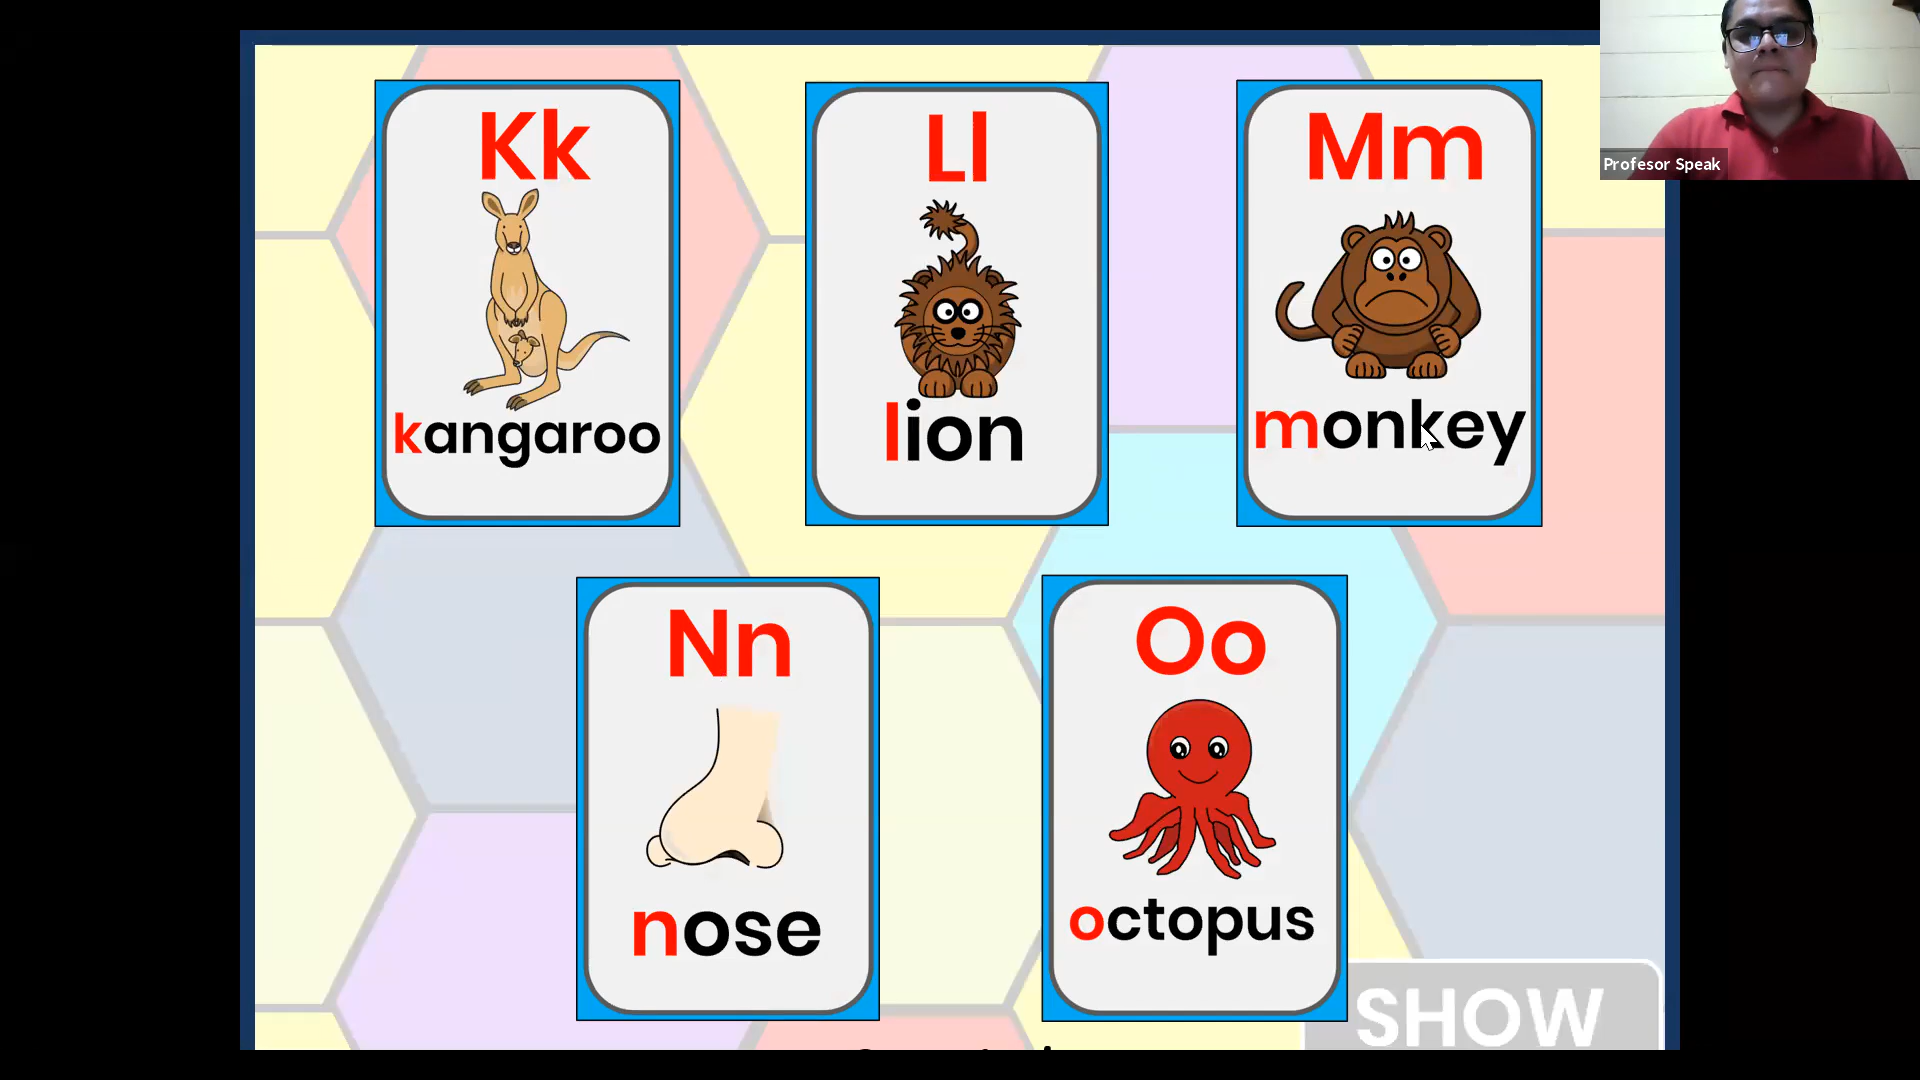 Kk
kangaroo
Ll
lion
Mm
monkey
Nn
nose
Oo
octopus
SHOW
Profesor Speak